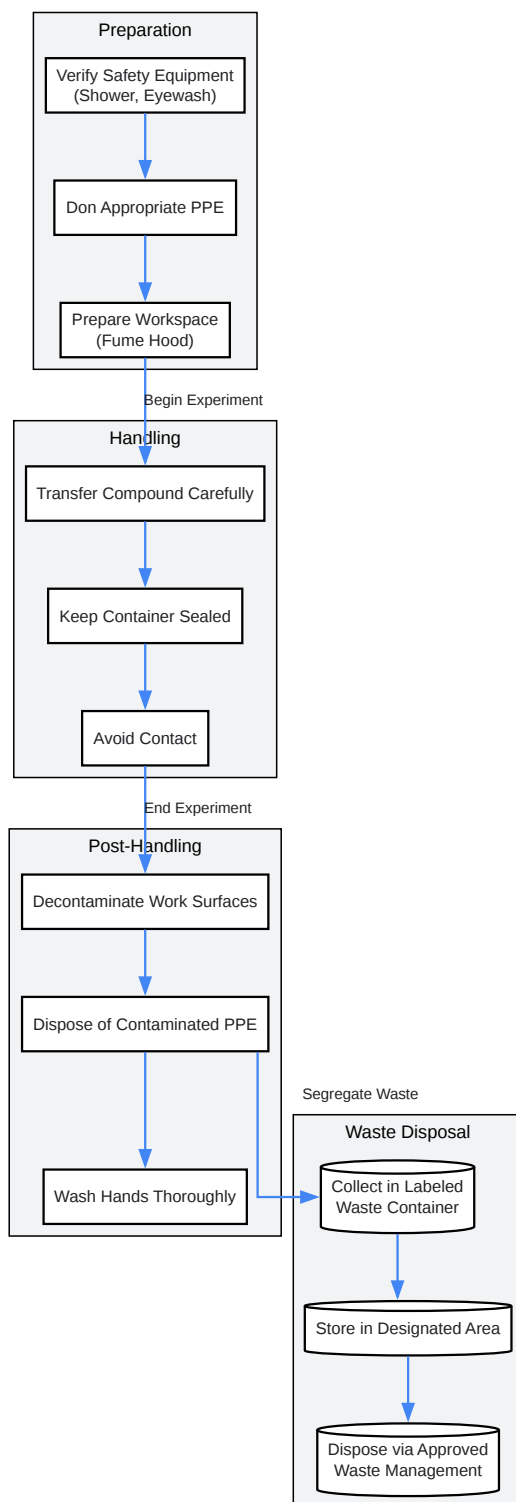 Preparation
Verify Safety Equipment
(Shower, Eyewash)
Don Appropriate PPE
Prepare Workspace
(Fume Hood)
Begin Experiment
Handling
Transfer Compound Carefully
Keep Container Sealed
Avoid Contact
End Experiment
Post-Handling
Decontaminate Work Surfaces
Dispose of Contaminated PPE
Wash Hands Thoroughly
Segregate Waste
Waste Disposal
Collect in Labeled
Waste Container
Store in Designated Area
Dispose via Approved
Waste Management